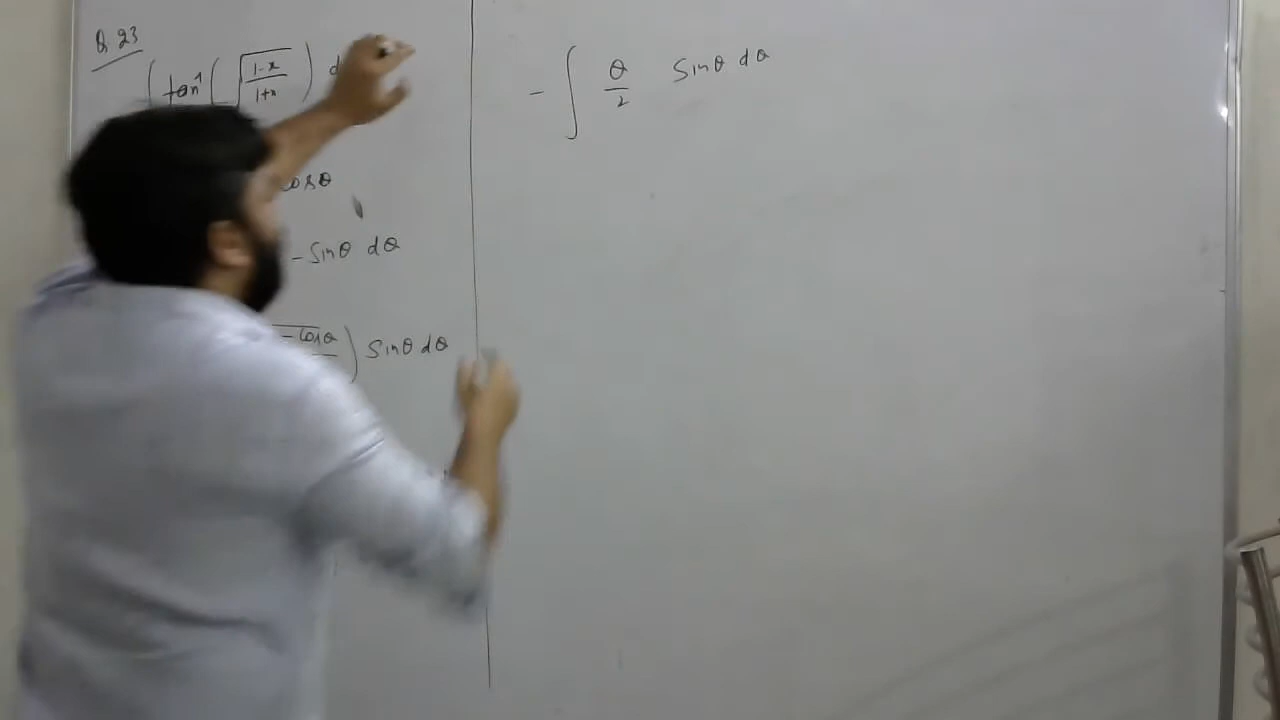 Q. 23
∫ tan⁻¹ ( √(1-x)/(1+x) ) d
cosθ
- Sinθ dθ
- Cosθ ) Sinθ dθ
- ∫ θ/2 Sinθ dθ